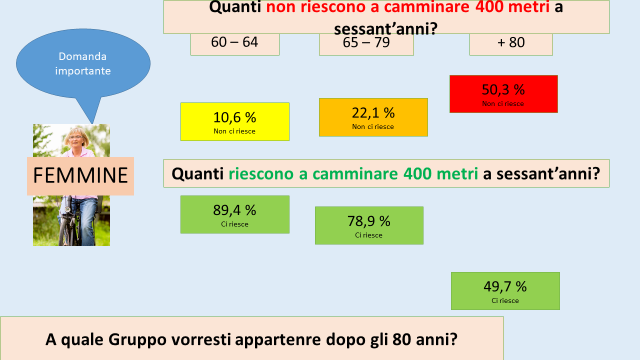 Quanti non riescono a camminare 400 metri a
sessant’anni?
60 – 64
65 – 79
+ 80
Domanda
importante
50,3 %
Non ci riesce
10,6 %
Non ci riesce
22,1 %
Non ci riesce
FEMMINE
Quanti riescono a camminare 400 metri a sessant’anni?
89,4 %
Ci riesce
78,9 %
Ci riesce
49,7 %
Ci riesce
A quale Gruppo vorresti appartenre dopo gli 80 anni?